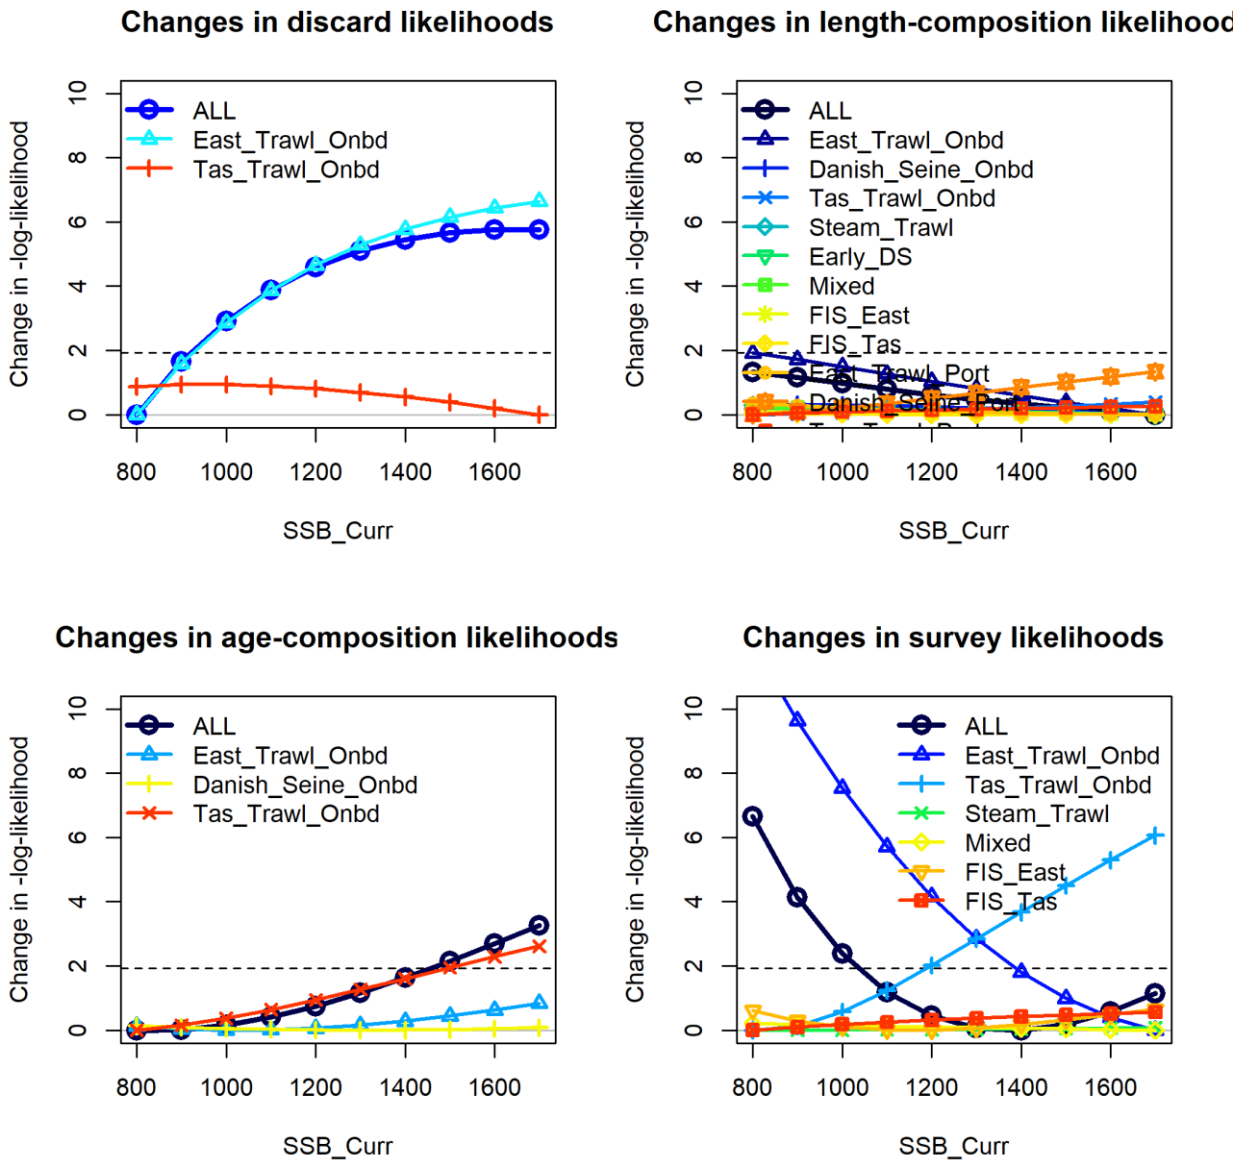 Changes in discard likelihoods
Change in -log-likelihood
10
8
6
4
2
0
ALL
East_Trawl_Onbd
Tas_Trawl_Onbd
800
1000
1200
1400
1600
SSB_Curr
Changes in length-composition likelihood
Change in -log-likelihood
10
8
6
4
2
0
ALL
East_Trawl_Onbd
Danish_Seine_Onbd
Tas_Trawl_Onbd
Steam_Trawl
Early_DS
Mixed
FIS_East
FIS_Tas
East_Trawl_Port
Danish_Seine_Port
800
1000
1200
1400
1600
SSB_Curr
Changes in age-composition likelihoods
Change in -log-likelihood
10
8
6
4
2
0
ALL
East_Trawl_Onbd
Danish_Seine_Onbd
Tas_Trawl_Onbd
800
1000
1200
1400
1600
SSB_Curr
Changes in survey likelihoods
Change in -log-likelihood
10
8
6
4
2
0
ALL
East_Trawl_Onbd
Tas_Trawl_Onbd
Steam_Trawl
Mixed
FIS_East
FIS_Tas
800
1000
1200
1400
1600
SSB_Curr